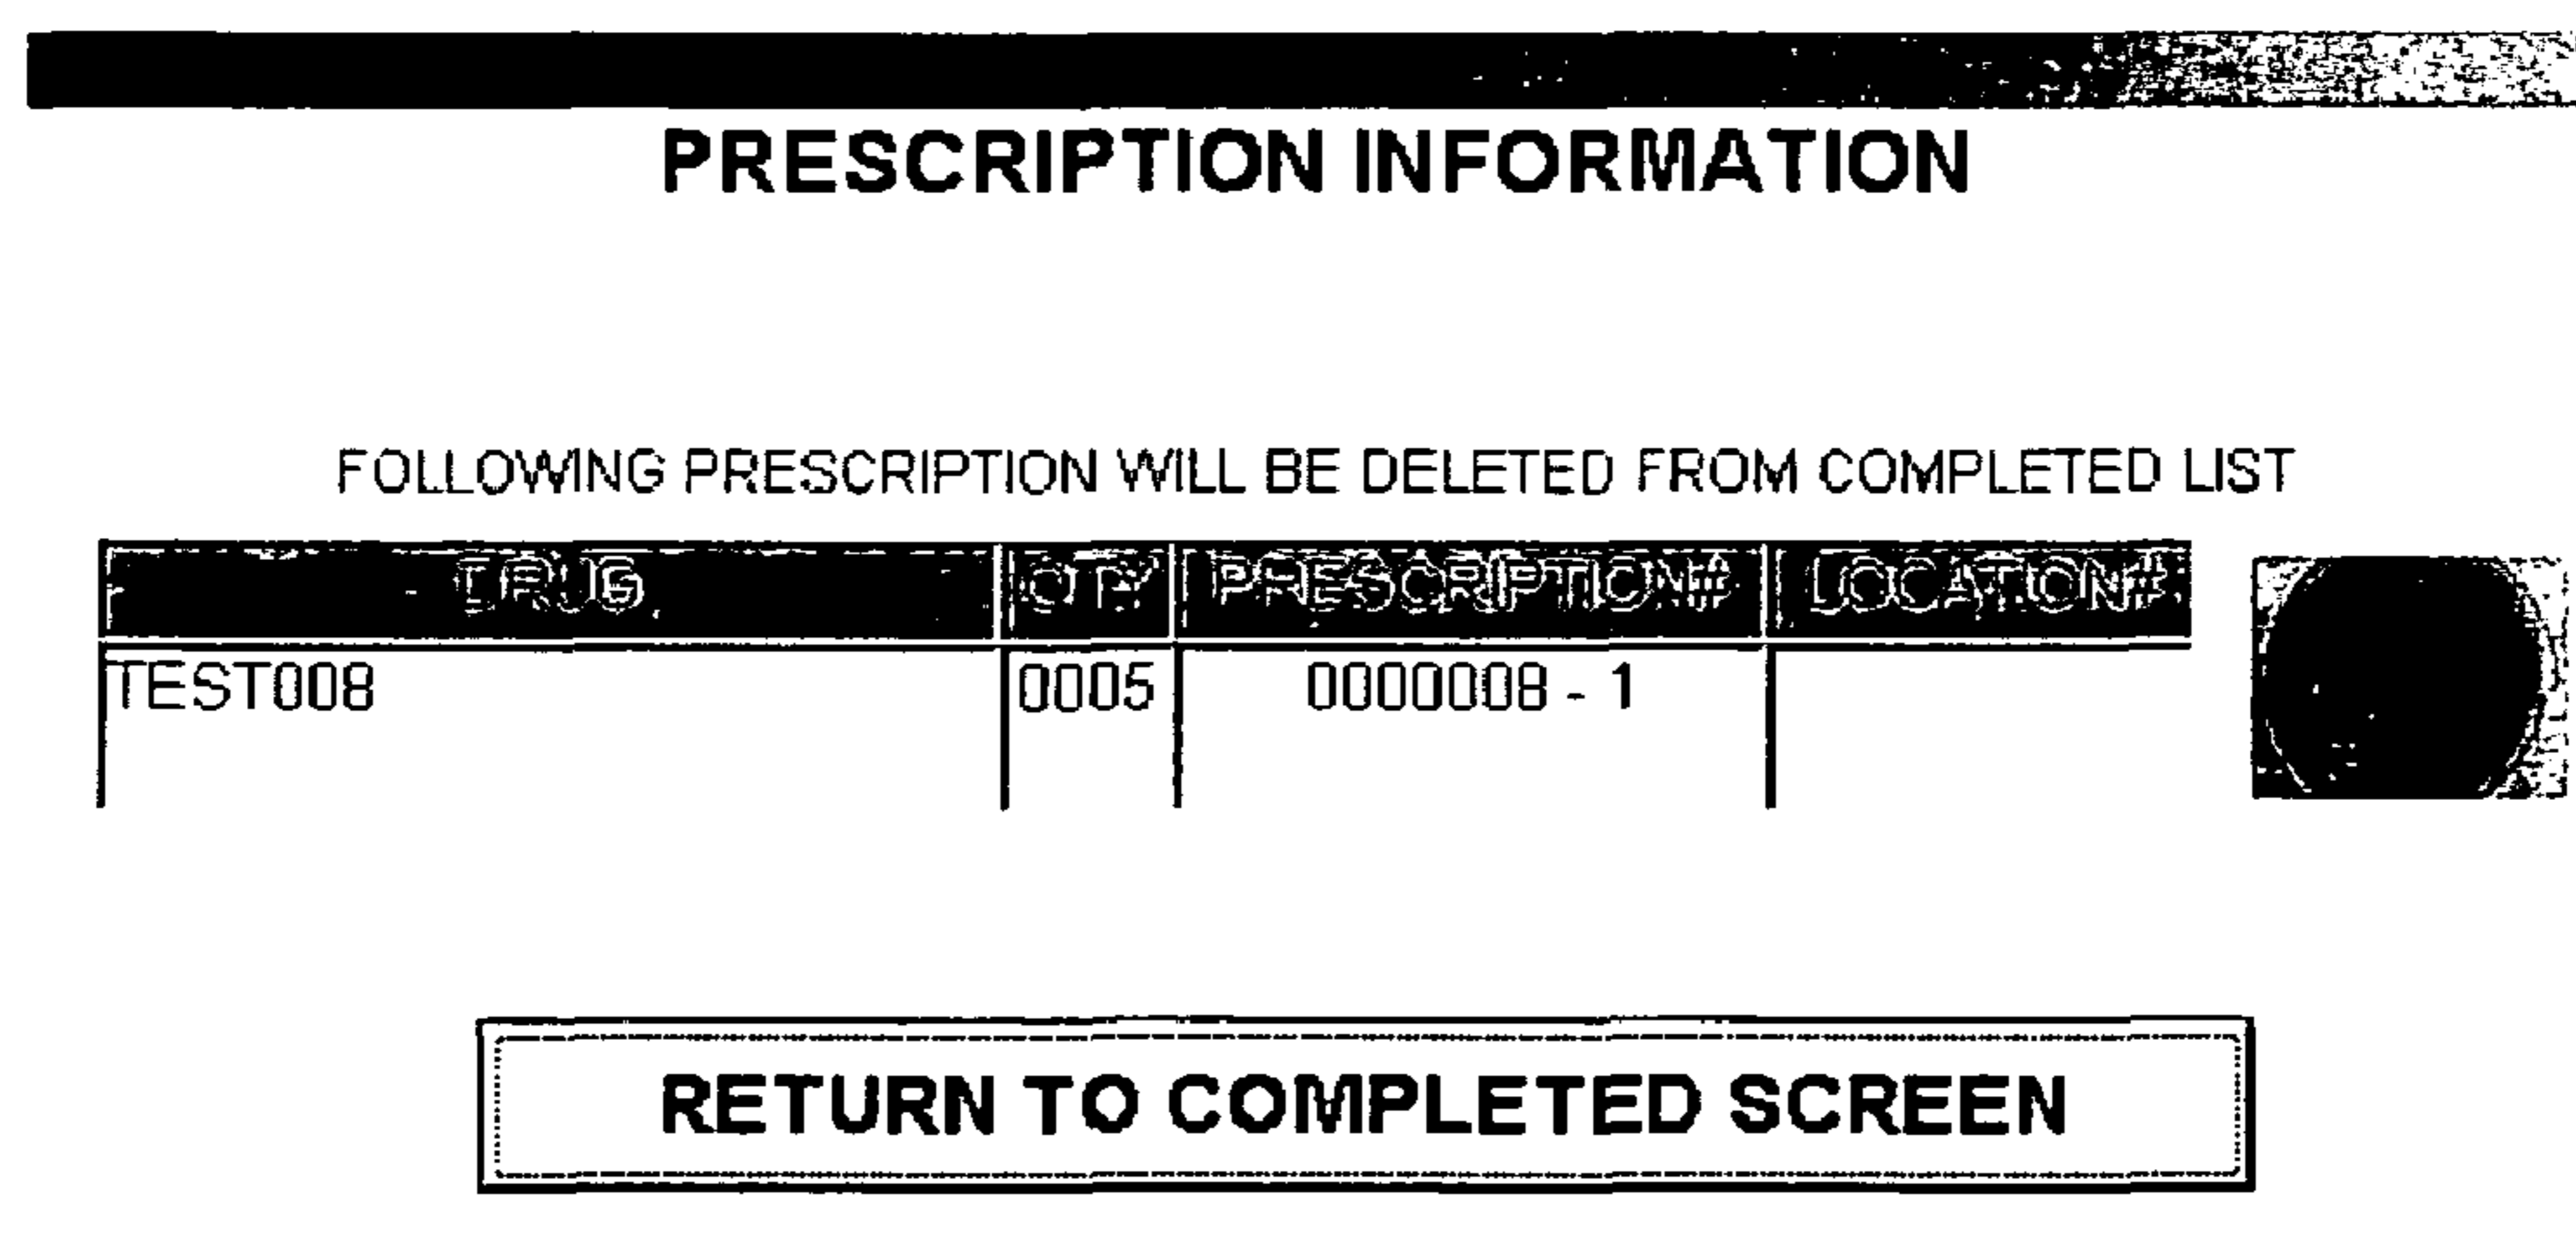 PRESCRIPTION INFORMATION
FOLLOWING PRESCRIPTION WILL BE DELETED FROM COMPLETED LIST
DRUG QTY PRESCRIPTION# LOCATION#
TEST008 0005 0000008 - 1
RETURN TO COMPLETED SCREEN